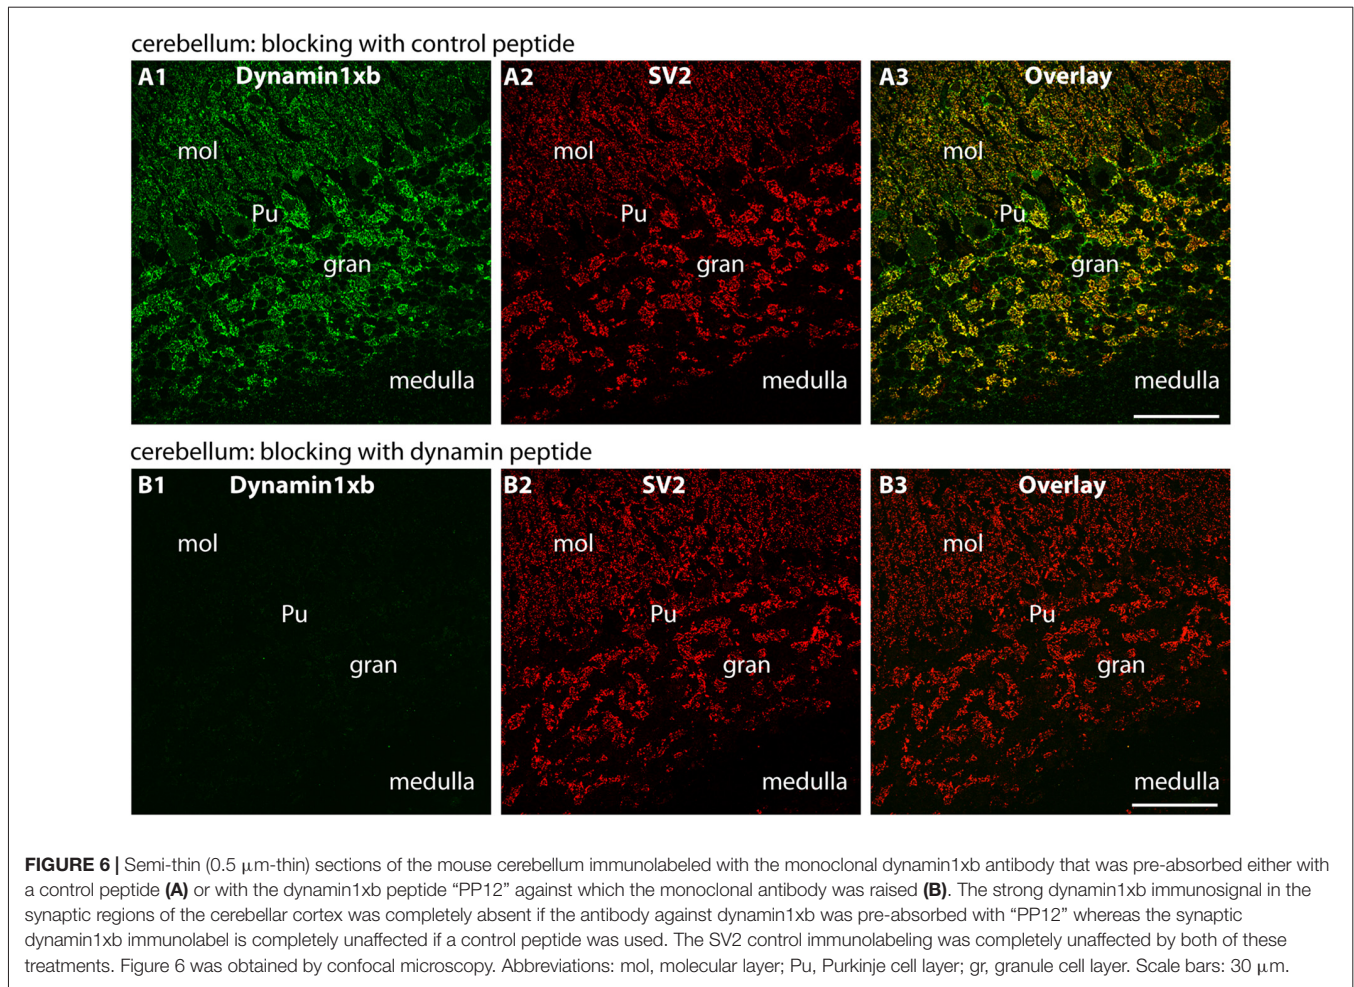 cerebellum: blocking with control peptide
A1 Dynamin1xb A2 SV2 A3 Overlay
mol mol mol
Pu Pu Pu
gran gran gran
medulla medulla medulla
cerebellum: blocking with dynamin peptide
B1 Dynamin1xb B2 SV2 B3 Overlay
mol mol mol
Pu Pu Pu
gran gran gran
medulla medulla medulla
FIGURE 6 | Semi-thin (0.5 μm-thin) sections of the mouse cerebellum immunolabeled with the monoclonal dynamin1xb antibody that was pre-absorbed either with
a control peptide (A) or with the dynamin1xb peptide “PP12” against which the monoclonal antibody was raised (B). The strong dynamin1xb immunosignal in the
synaptic regions of the cerebellar cortex was completely absent if the antibody against dynamin1xb was pre-absorbed with “PP12” whereas the synaptic
dynamin1xb immunolabel is completely unaffected if a control peptide was used. The SV2 control immunolabeling was completely unaffected by both of these
treatments. Figure 6 was obtained by confocal microscopy. Abbreviations: mol, molecular layer; Pu, Purkinje cell layer; gr, granule cell layer. Scale bars: 30 μm.